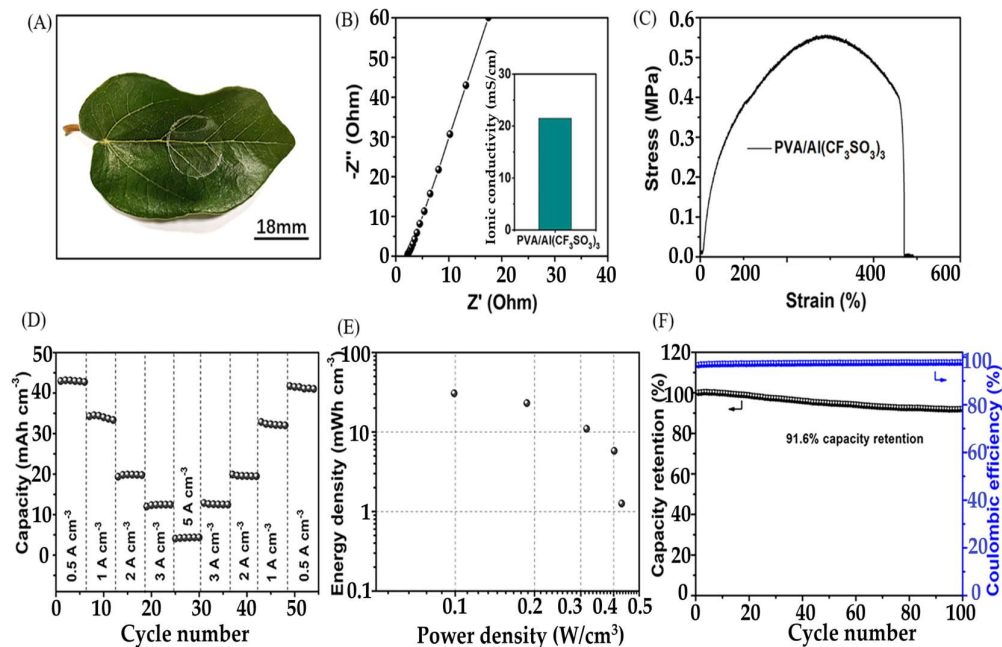 (A)
18mm
(B)
60
50
40
30
20
10
0
-Z'' (Ohm)
0 10 20 30 40
Z' (Ohm)
30
20
10
0
Ionic conductivity (mS/cm)
PVA/Al(CF₃SO₃)₃
(C)
0.6
0.5
0.4
0.3
0.2
0.1
0.0
Stress (MPa)
PVA/Al(CF₃SO₃)₃
0 200 400 600
Strain (%)
(D)
50
40
30
20
10
0
Capacity (mAh cm⁻³)
0.5 A cm⁻³
1 A cm⁻³
2 A cm⁻³
3 A cm⁻³
5 A cm⁻³
3 A cm⁻³
2 A cm⁻³
1 A cm⁻³
0.5 A cm⁻³
0 10 20 30 40 50
Cycle number
(E)
100
10
1
0.1
Energy density (mWh cm⁻³)
0.1 0.2 0.3 0.4 0.5
Power density (W/cm³)
(F)
120
100
80
60
40
20
0
Capacity retention (%)
91.6% capacity retention
100
80
60
40
20
0
Coulombic efficiency (%)
0 20 40 60 80 100
Cycle number